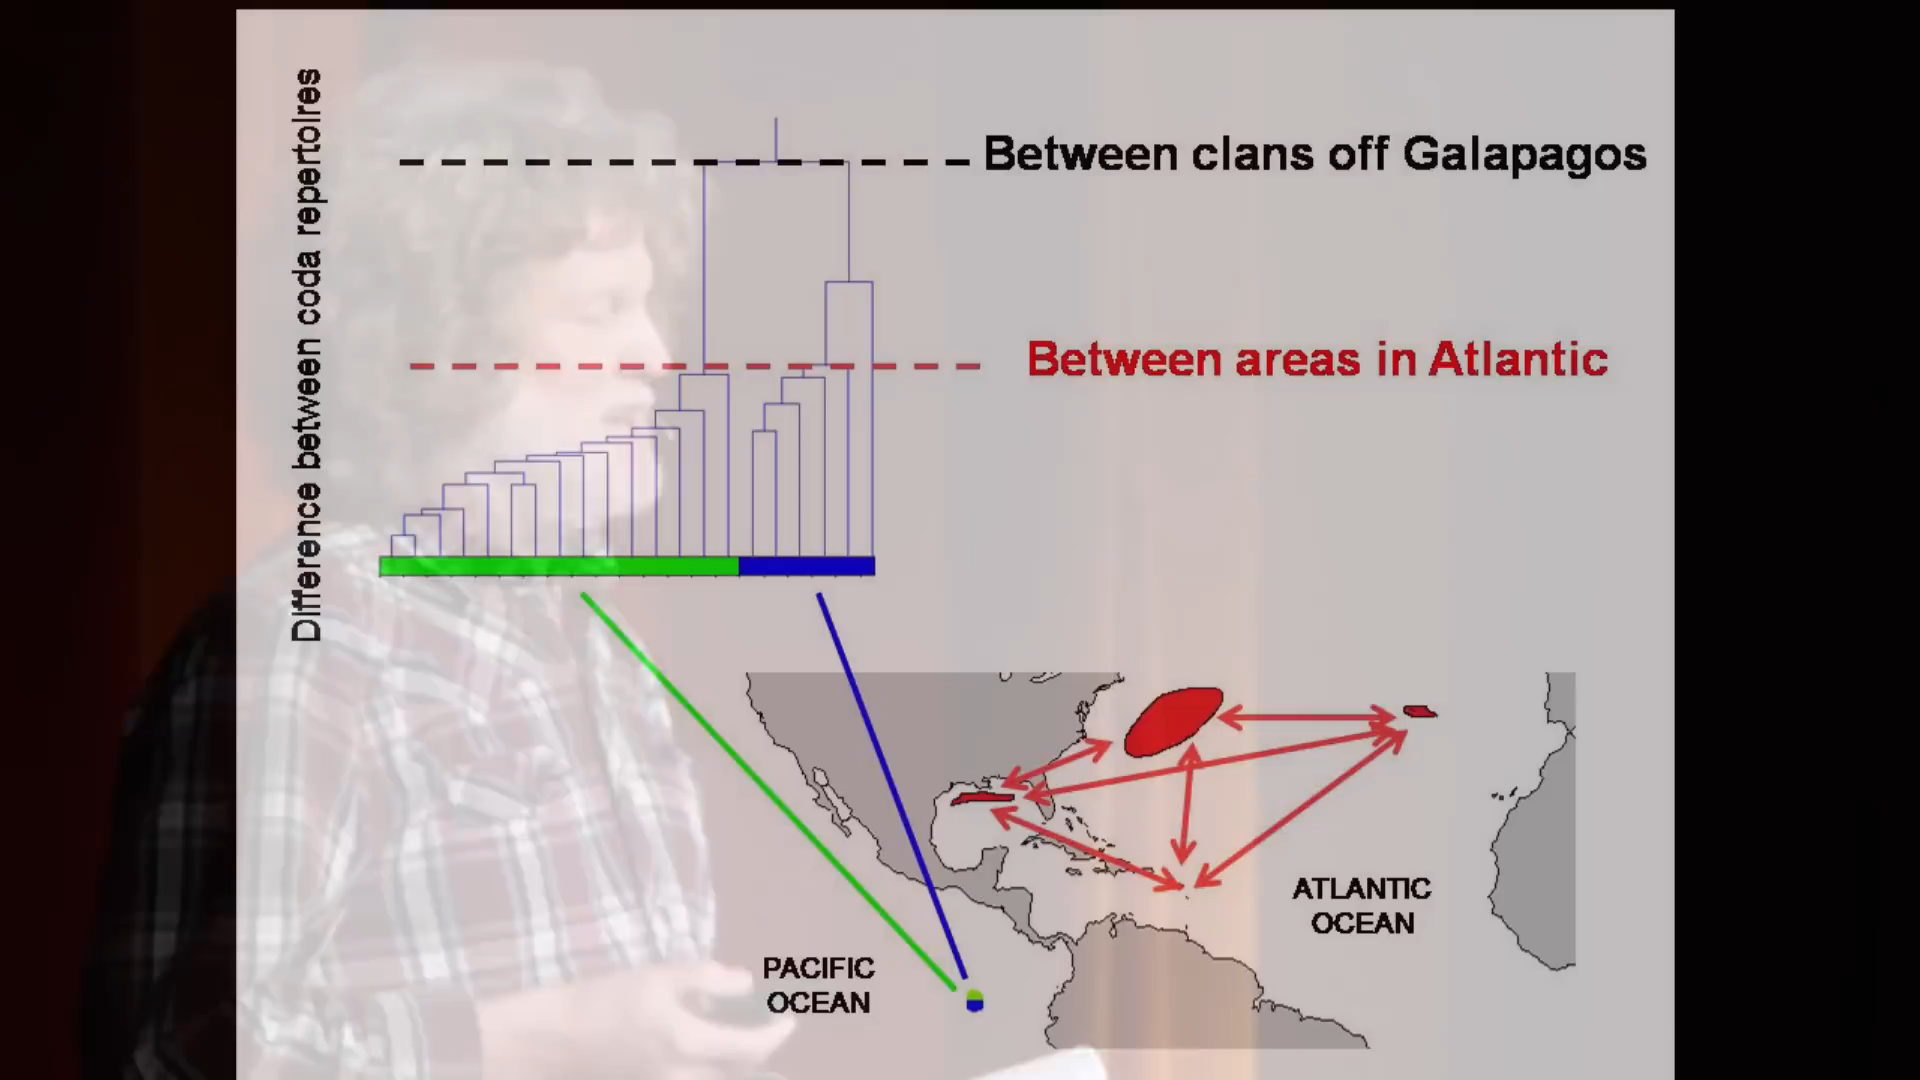 Difference between coda repertoires
Between clans off Galapagos
Between areas in Atlantic
ATLANTIC
OCEAN
PACIFIC
OCEAN